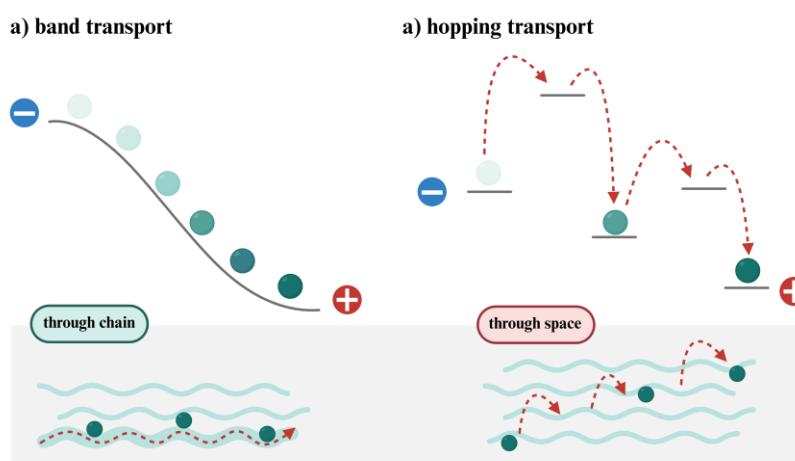 a) band transport
a) hopping transport
through chain
through space